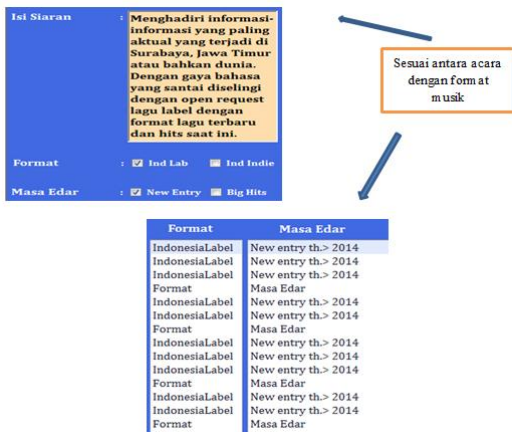 Isi Siaran : Menghadiri informasi-
informasi yang paling
aktual yang terjadi di
Surabaya, Jawa Timur
atau bahkan dunia.
Dengan gaya bahasa
yang santai diselingi
dengan open request
lagu label dengan
format lagu terbaru
dan hits saat ini.
Format : Ind Lab Ind Indie
Masa Edar : New Entry Big Hits
Sesuai antara acara
dengan format
musik
Format Masa Edar
IndonesiaLabel New entry th.> 2014
IndonesiaLabel New entry th.> 2014
IndonesiaLabel New entry th.> 2014
Format Masa Edar
IndonesiaLabel New entry th.> 2014
IndonesiaLabel New entry th.> 2014
Format Masa Edar
IndonesiaLabel New entry th.> 2014
IndonesiaLabel New entry th.> 2014
IndonesiaLabel New entry th.> 2014
Format Masa Edar
IndonesiaLabel New entry th.> 2014
IndonesiaLabel New entry th.> 2014
Format Masa Edar